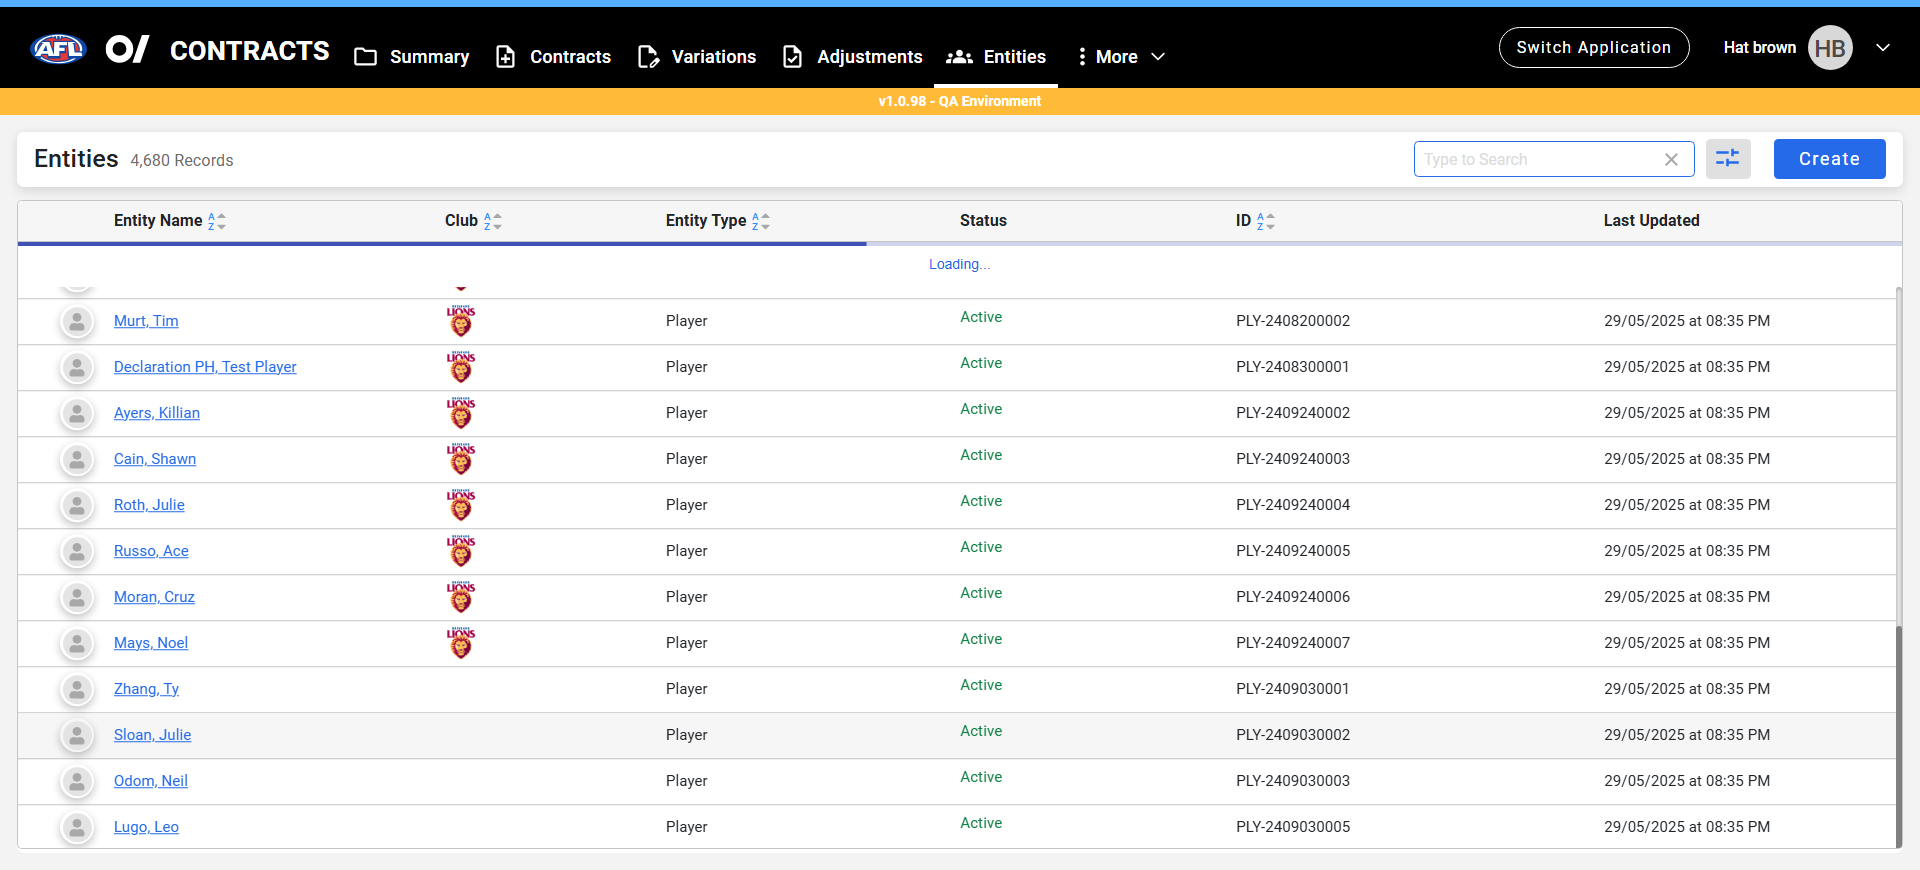 AFL CONTRACTS Summary Contracts Variations Adjustments Entities More Switch Application Hat brown HB
v1.0.98 - QA Environment
Entities 4,680 Records Type to Search Create
Entity Name Club Entity Type Status ID Last Updated
Loading...
Murt, Tim LIONS Player Active PLY-2408200002 29/05/2025 at 08:35 PM
Declaration PH, Test Player LIONS Player Active PLY-2408300001 29/05/2025 at 08:35 PM
Ayers, Killian LIONS Player Active PLY-2409240002 29/05/2025 at 08:35 PM
Cain, Shawn LIONS Player Active PLY-2409240003 29/05/2025 at 08:35 PM
Roth, Julie LIONS Player Active PLY-2409240004 29/05/2025 at 08:35 PM
Russo, Ace LIONS Player Active PLY-2409240005 29/05/2025 at 08:35 PM
Moran, Cruz LIONS Player Active PLY-2409240006 29/05/2025 at 08:35 PM
Mays, Noel LIONS Player Active PLY-2409240007 29/05/2025 at 08:35 PM
Zhang, Ty Player Active PLY-2409030001 29/05/2025 at 08:35 PM
Sloan, Julie Player Active PLY-2409030002 29/05/2025 at 08:35 PM
Odom, Neil Player Active PLY-2409030003 29/05/2025 at 08:35 PM
Lugo, Leo Player Active PLY-2409030005 29/05/2025 at 08:35 PM